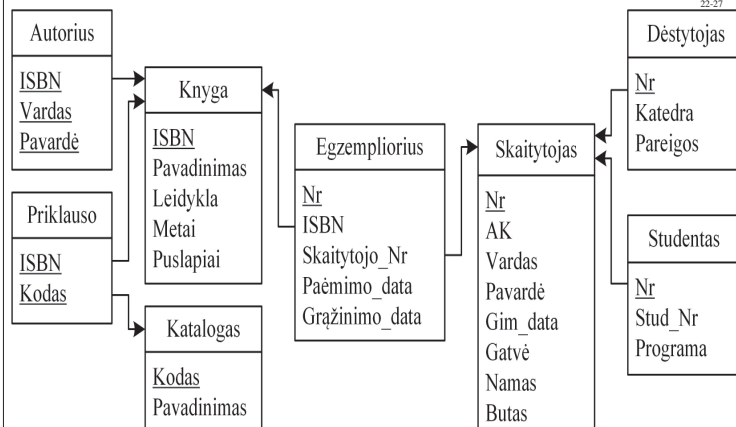 22-27
Autorius
ISBN
Vardas
Pavardė
Priklauso
ISBN
Kodas
Knyga
ISBN
Pavadinimas
Leidykla
Metai
Puslapiai
Katalogas
Kodas
Pavadinimas
Egzempliorius
Nr
ISBN
Skaitytojo_Nr
Paėmimo_data
Grąžinimo_data
Skaitytojas
Nr
AK
Vardas
Pavardė
Gim_data
Gatvė
Namas
Butas
Dėstytojas
Nr
Katedra
Pareigos
Studentas
Nr
Stud_Nr
Programa